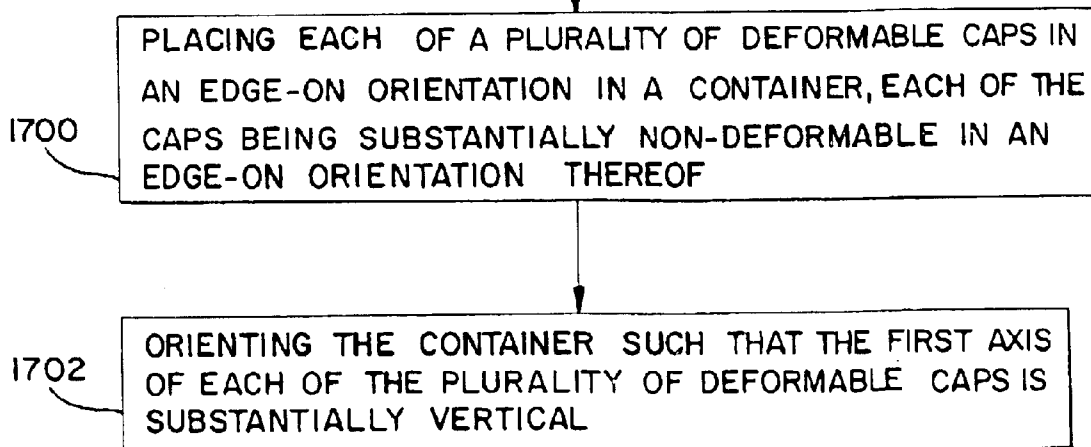 PLACING EACH OF A PLURALITY OF DEFORMABLE CAPS IN
AN EDGE-ON ORIENTATION IN A CONTAINER, EACH OF THE
1700
CAPS BEING SUBSTANTIALLY NON-DEFORMABLE IN AN
EDGE-ON ORIENTATION THEREOF
ORIENTING THE CONTAINER SUCH THAT THE FIRST AXIS
1702
OF EACH OF THE PLURALITY OF DEFORMABLE CAPS IS
SUBSTANTIALLY VERTICAL